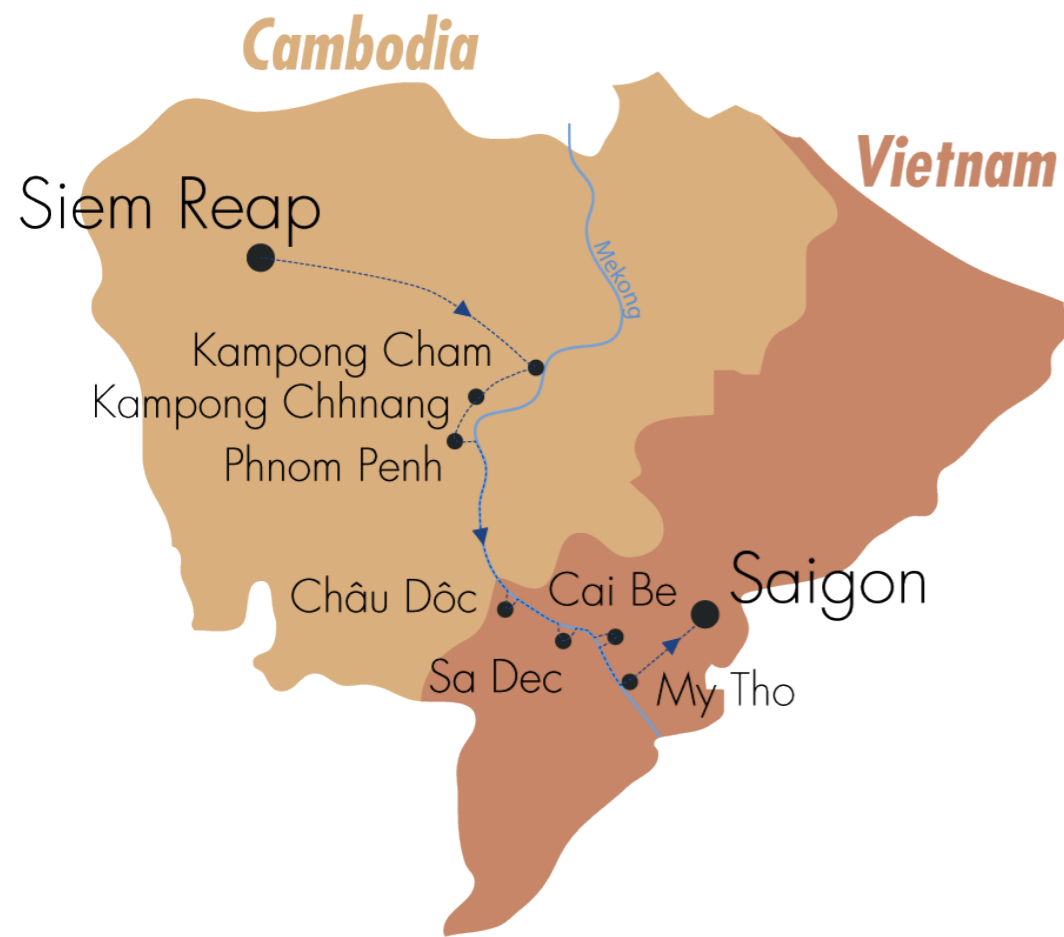 Cambodia
Vietnam
Siem Reap
Mekong
Kampong Cham
Kampong Chhnang
Phnom Penh
Châu Dôc
Cai Be
Saigon
Sa Dec
My Tho